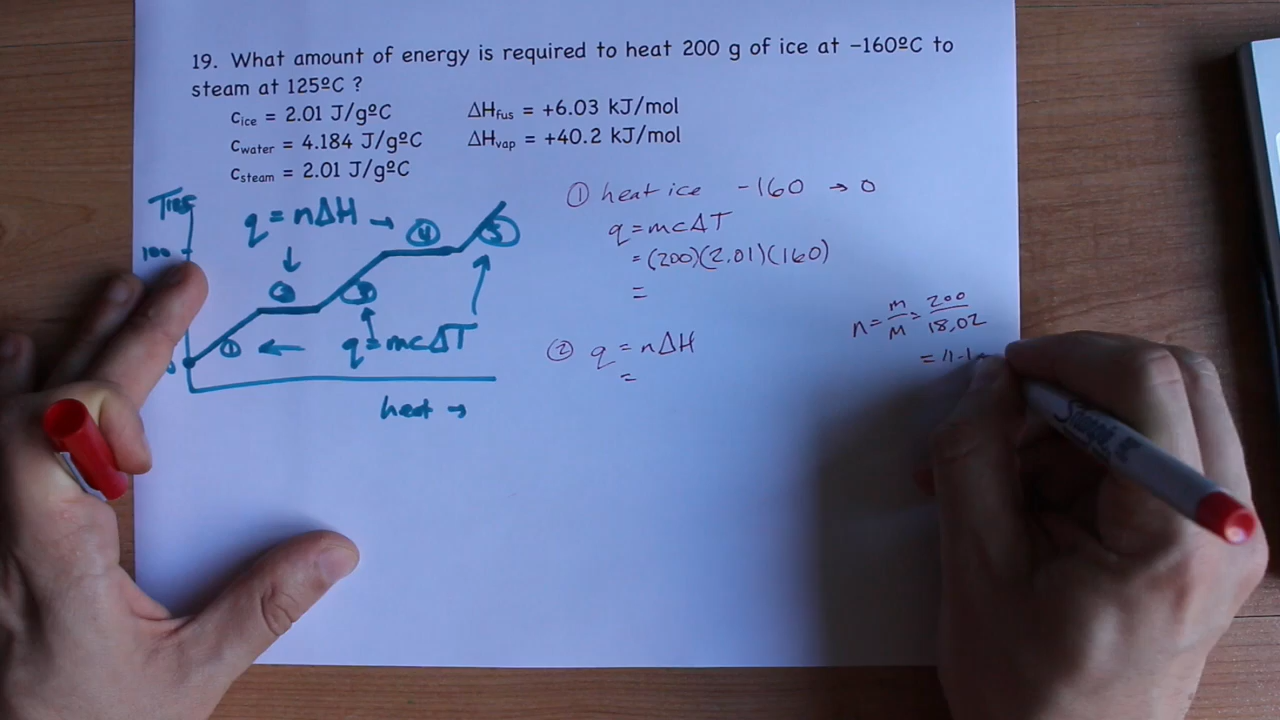 19. What amount of energy is required to heat 200 g of ice at -160ºC to
steam at 125ºC ?
Cice = 2.01 J/gºC
ΔHfus = +6.03 kJ/mol
Cwater = 4.184 J/gºC
ΔHvap = +40.2 kJ/mol
Csteam = 2.01 J/gºC
① heat ice -160 → 0
q = mcΔT
= (200)(2.01)(160)
=
q = nΔH →
④
⑤
100
↓
②
③
①
← q = mcΔT
heat →
② q = nΔH
=
n = m/M = 200/18.02
= 11.1
Sharpie